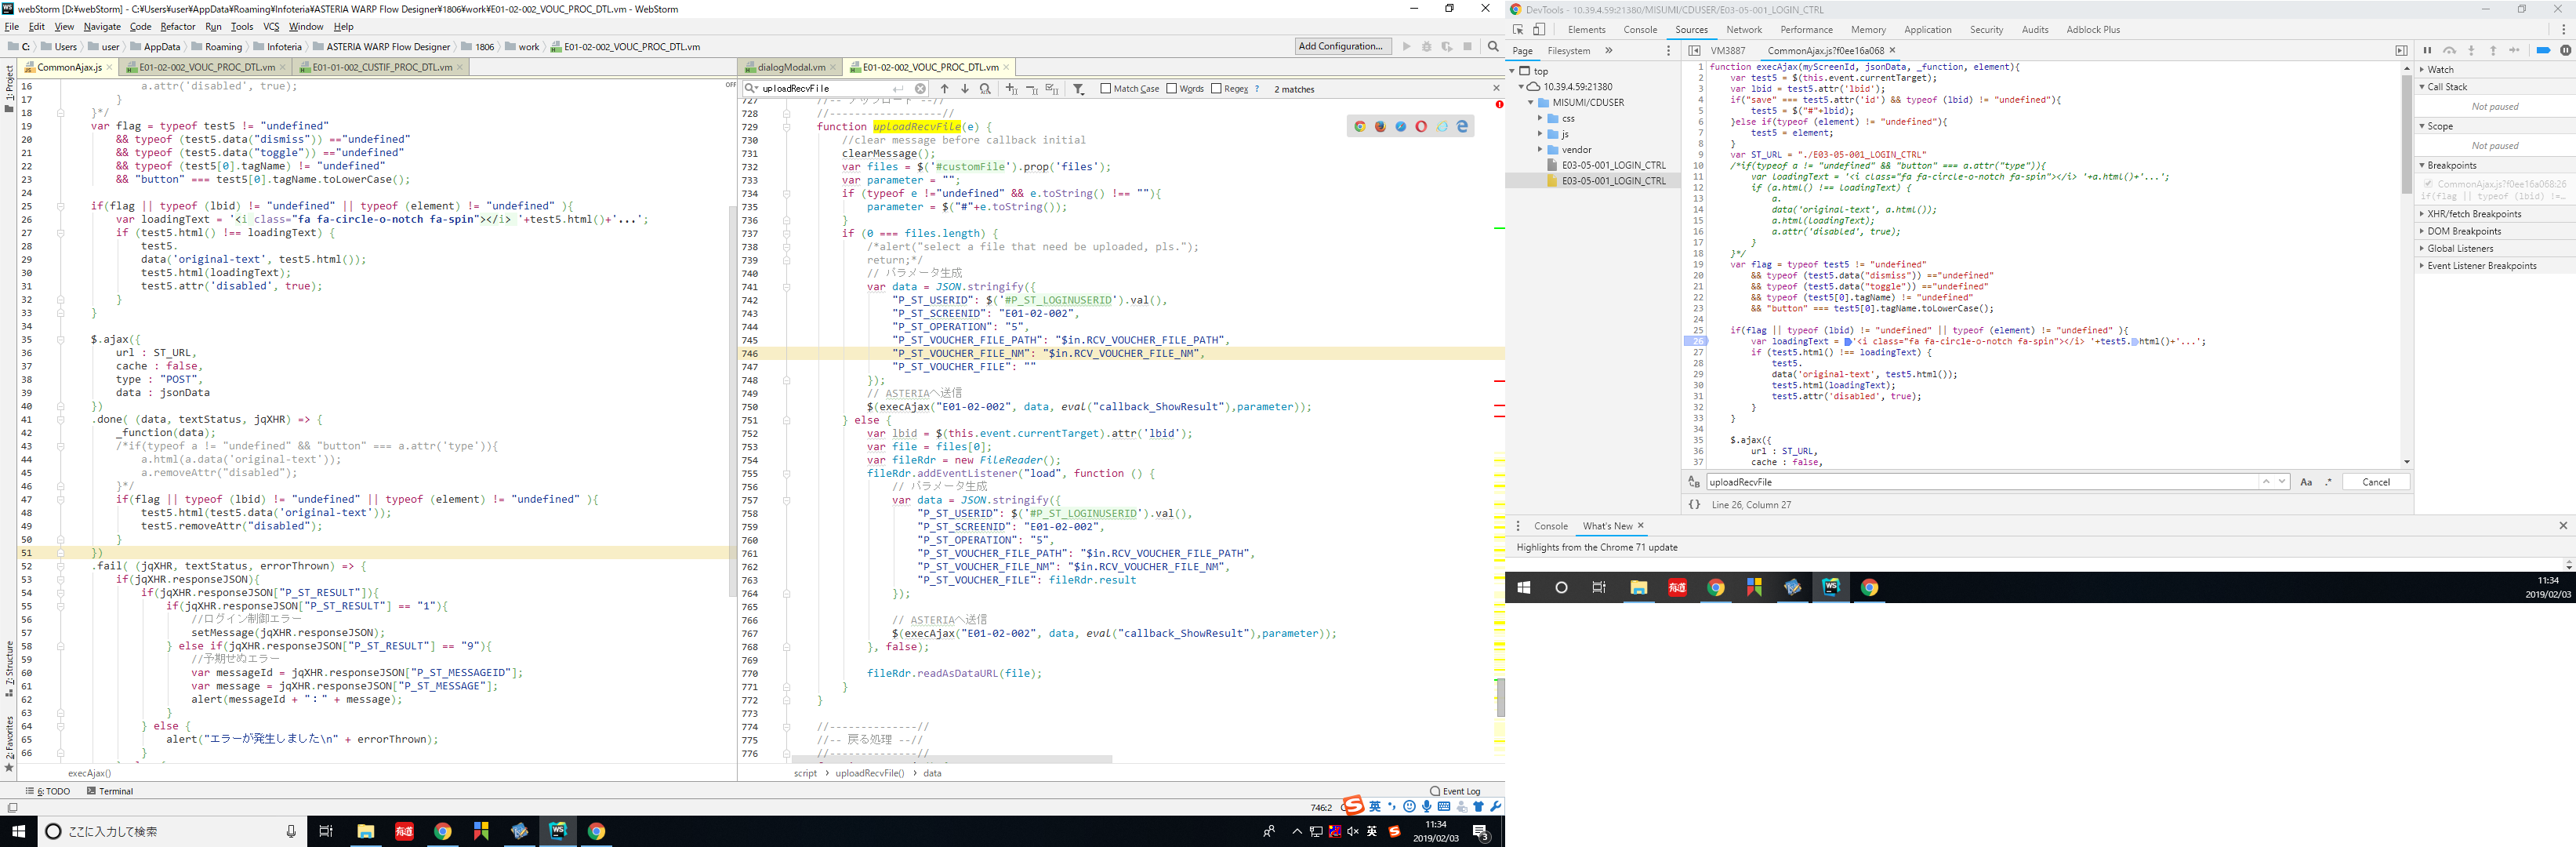 webStorm [D:¥webStorm] - C:¥Users¥user¥AppData¥Roaming¥Infoteria¥ASTERIA WARP Flow Designer¥1806¥work¥E01-02-002_VOUC_PROC_DTL.vm - WebStorm
File Edit View Navigate Code Refactor Run Tools VCS Window Help
C: Users user AppData Roaming Infoteria ASTERIA WARP Flow Designer 1806 work E01-02-002_VOUC_PROC_DTL.vm
Add Configuration...
CommonAjax.js E01-02-002_VOUC_PROC_DTL.vm E01-01-002_CUSTIF_PROC_DTL.vm
1: Project
7: Structure
2: Favorites
OFF
16 a.attr('disabled', true);
17 }
18 }*/
19 var flag = typeof test5 != "undefined"
20 && typeof (test5.data("dismiss")) =="undefined"
21 && typeof (test5.data("toggle")) =="undefined"
22 && typeof (test5[0].tagName) != "undefined"
23 && "button" === test5[0].tagName.toLowerCase();
24
25 if(flag || typeof (lbid) != "undefined" || typeof (element) != "undefined" ){
26 var loadingText = '<i class="fa fa-circle-o-notch fa-spin"></i> '+test5.html()+'...';
27 if (test5.html() !== loadingText) {
28 test5.
29 data('original-text', test5.html());
30 test5.html(loadingText);
31 test5.attr('disabled', true);
32 }
33 }
34
35 $.ajax({
36 url : ST_URL,
37 cache : false,
38 type : "POST",
39 data : jsonData
40 })
41 .done( (data, textStatus, jqXHR) => {
42 _function(data);
43 /*if(typeof a != "undefined" && "button" === a.attr('type')){
44 a.html(a.data('original-text'));
45 a.removeAttr("disabled");
46 }*/
47 if(flag || typeof (lbid) != "undefined" || typeof (element) != "undefined" ){
48 test5.html(test5.data('original-text'));
49 test5.removeAttr("disabled");
50 }
51 })
52 .fail( (jqXHR, textStatus, errorThrown) => {
53 if(jqXHR.responseJSON){
54 if(jqXHR.responseJSON["P_ST_RESULT"]){
55 if(jqXHR.responseJSON["P_ST_RESULT"] == "1"){
56 //ログイン制御エラー
57 setMessage(jqXHR.responseJSON);
58 } else if(jqXHR.responseJSON["P_ST_RESULT"] == "9"){
59 //予期せぬエラー
60 var messageId = jqXHR.responseJSON["P_ST_MESSAGEID"];
61 var message = jqXHR.responseJSON["P_ST_MESSAGE"];
62 alert(messageId + ":" + message);
63 }
64 } else {
65 alert("エラーが発生しました\n" + errorThrown);
66 }
execAjax()
dialogModal.vm E01-02-002_VOUC_PROC_DTL.vm
uploadRecvFile Match Case Words Regex ? 2 matches
727 //-- アップロード --//
728 //------------------//
729 function uploadRecvFile(e) {
730 //clear message before callback initial
731 clearMessage();
732 var files = $('#customFile').prop('files');
733 var parameter = "";
734 if (typeof e !="undefined" && e.toString() !== ""){
735 parameter = $("#"+e.toString());
736 }
737 if (0 === files.length) {
738 /*alert("select a file that need be uploaded, pls.");
739 return;*/
740 // パラメータ生成
741 var data = JSON.stringify({
742 "P_ST_USERID": $('#P_ST_LOGINUSERID').val(),
743 "P_ST_SCREENID": "E01-02-002",
744 "P_ST_OPERATION": "5",
745 "P_ST_VOUCHER_FILE_PATH": "$in.RCV_VOUCHER_FILE_PATH",
746 "P_ST_VOUCHER_FILE_NM": "$in.RCV_VOUCHER_FILE_NM",
747 "P_ST_VOUCHER_FILE": ""
748 });
749 // ASTERIAへ送信
750 $(execAjax("E01-02-002", data, eval("callback_ShowResult"),parameter));
751 } else {
752 var lbid = $(this.event.currentTarget).attr('lbid');
753 var file = files[0];
754 var fileRdr = new FileReader();
755 fileRdr.addEventListener("load", function () {
756 // パラメータ生成
757 var data = JSON.stringify({
758 "P_ST_USERID": $('#P_ST_LOGINUSERID').val(),
759 "P_ST_SCREENID": "E01-02-002",
760 "P_ST_OPERATION": "5",
761 "P_ST_VOUCHER_FILE_PATH": "$in.RCV_VOUCHER_FILE_PATH",
762 "P_ST_VOUCHER_FILE_NM": "$in.RCV_VOUCHER_FILE_NM",
763 "P_ST_VOUCHER_FILE": fileRdr.result
764 });
765
766 // ASTERIAへ送信
767 $(execAjax("E01-02-002", data, eval("callback_ShowResult"),parameter));
768 }, false);
769
770 fileRdr.readAsDataURL(file);
771 }
772 }
773
774 //--------------//
775 //-- 戻る処理 --//
776 //--------------//
script uploadRecvFile() data
6: TODO Terminal
Event Log
746:2
英
ここに入力して検索
有道
英
11:34
2019/02/03
3
DevTools - 10.39.4.59:21380/MISUMI/CDUSER/E03-05-001_LOGIN_CTRL
Elements Console Sources Network Performance Memory Application Security Audits Adblock Plus
Page Filesystem »
VM3887 CommonAjax.js?f0ee16a068
top
10.39.4.59:21380
MISUMI/CDUSER
css
js
vendor
E03-05-001_LOGIN_CTRL
E03-05-001_LOGIN_CTRL
1 function execAjax(myScreenId, jsonData, _function, element){
2 var test5 = $(this.event.currentTarget);
3 var lbid = test5.attr('lbid');
4 if("save" === test5.attr('id') && typeof (lbid) != "undefined"){
5 test5 = $("#"+lbid);
6 }else if(typeof (element) != "undefined"){
7 test5 = element;
8 }
9 var ST_URL = "./E03-05-001_LOGIN_CTRL"
10 /*if(typeof a != "undefined" && "button" === a.attr("type")){
11 var loadingText = '<i class="fa fa-circle-o-notch fa-spin"></i> '+a.html()+'...';
12 if (a.html() !== loadingText) {
13 a.
14 data('original-text', a.html());
15 a.html(loadingText);
16 a.attr('disabled', true);
17 }
18 }*/
19 var flag = typeof test5 != "undefined"
20 && typeof (test5.data("dismiss")) =="undefined"
21 && typeof (test5.data("toggle")) =="undefined"
22 && typeof (test5[0].tagName) != "undefined"
23 && "button" === test5[0].tagName.toLowerCase();
24
25 if(flag || typeof (lbid) != "undefined" || typeof (element) != "undefined" ){
26 var loadingText = '<i class="fa fa-circle-o-notch fa-spin"></i> '+test5.html()+'...';
27 if (test5.html() !== loadingText) {
28 test5.
29 data('original-text', test5.html());
30 test5.html(loadingText);
31 test5.attr('disabled', true);
32 }
33 }
34
35 $.ajax({
36 url : ST_URL,
37 cache : false,
uploadRecvFile Aa .* Cancel
{} Line 26, Column 27
Watch
Call Stack
Not paused
Scope
Not paused
Breakpoints
CommonAjax.js?f0ee16a068:26
if(flag || typeof (lbid) !=…
XHR/fetch Breakpoints
DOM Breakpoints
Global Listeners
Event Listener Breakpoints
Console What's New
Highlights from the Chrome 71 update
有道
11:34
2019/02/03